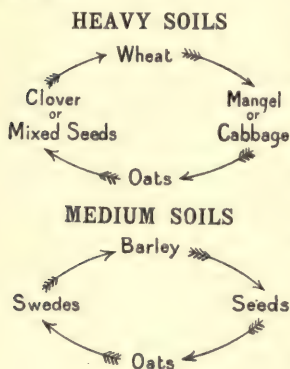 HEAVY SOILS
Wheat
Clover
or
Mixed Seeds
Mangel
or
Cabbage
Oats
MEDIUM SOILS
Barley
Swedes
Seeds
Oats